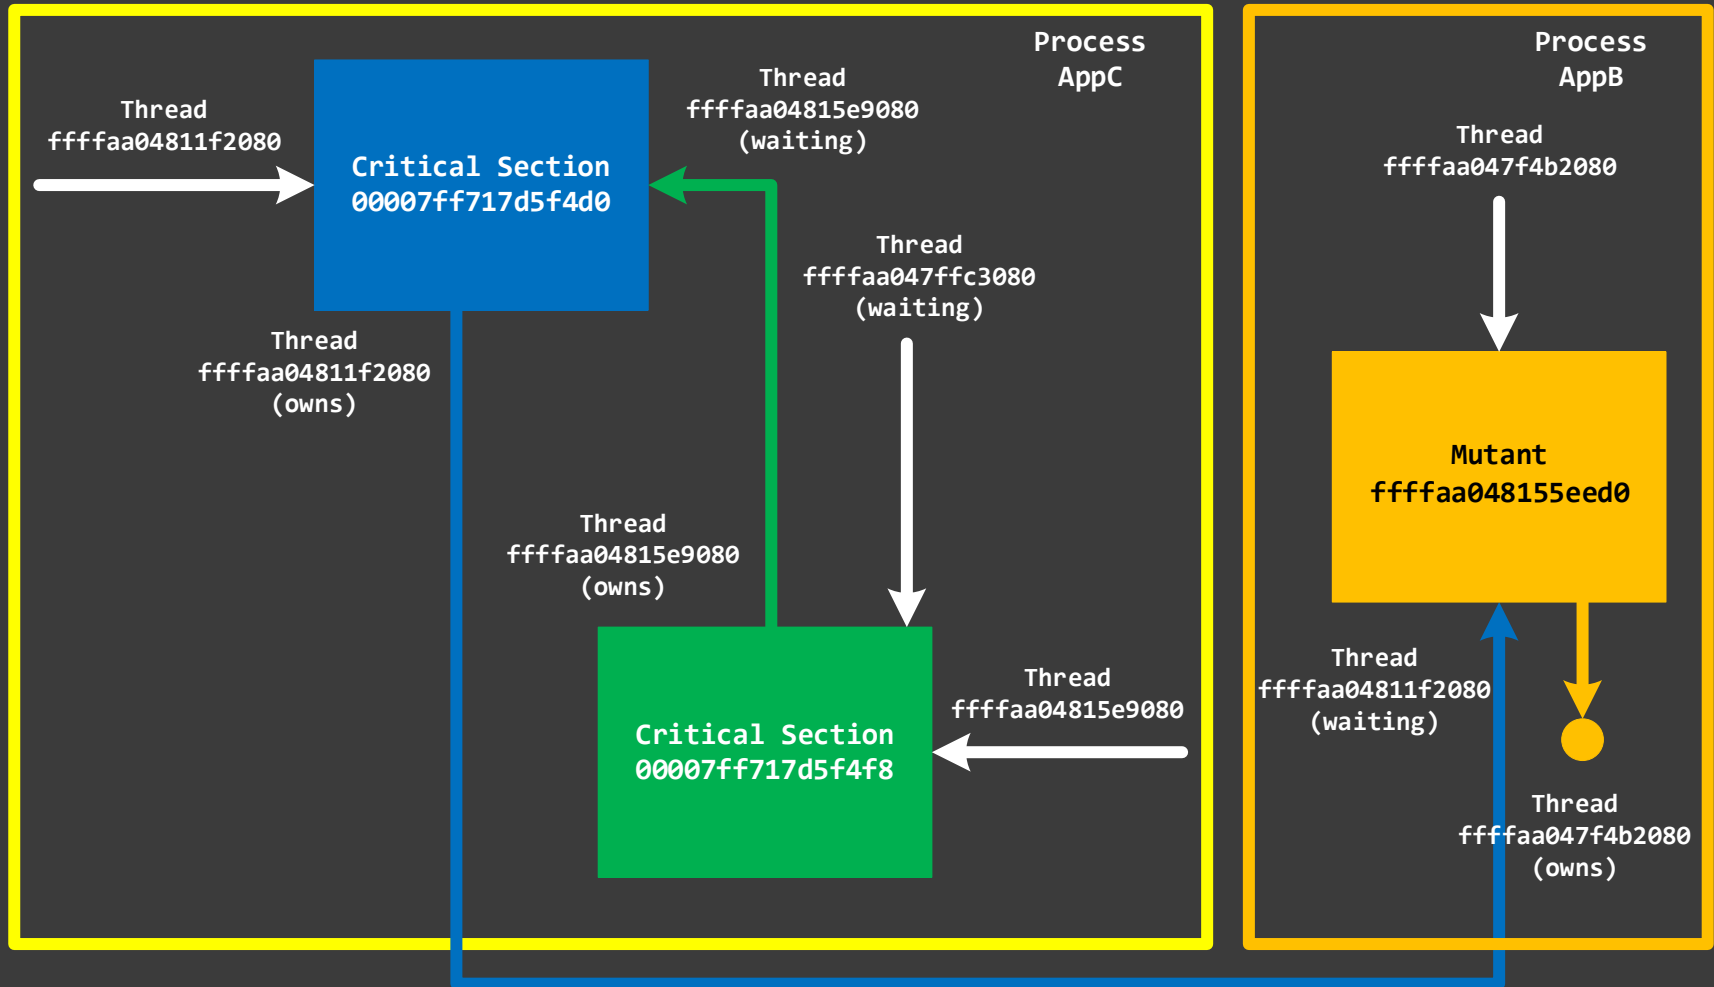 Process
AppC
Thread
ffffaa04811f2080
Critical Section
00007ff717d5f4d0
Thread
ffffaa04815e9080
(waiting)
Thread
ffffaa047ffc3080
(waiting)
Thread
ffffaa04811f2080
(owns)
Thread
ffffaa04815e9080
(owns)
Critical Section
00007ff717d5f4f8
Thread
ffffaa04815e9080
Process
AppB
Thread
ffffaa047f4b2080
Mutant
ffffaa048155eed0
Thread
ffffaa04811f2080
(waiting)
Thread
ffffaa047f4b2080
(owns)